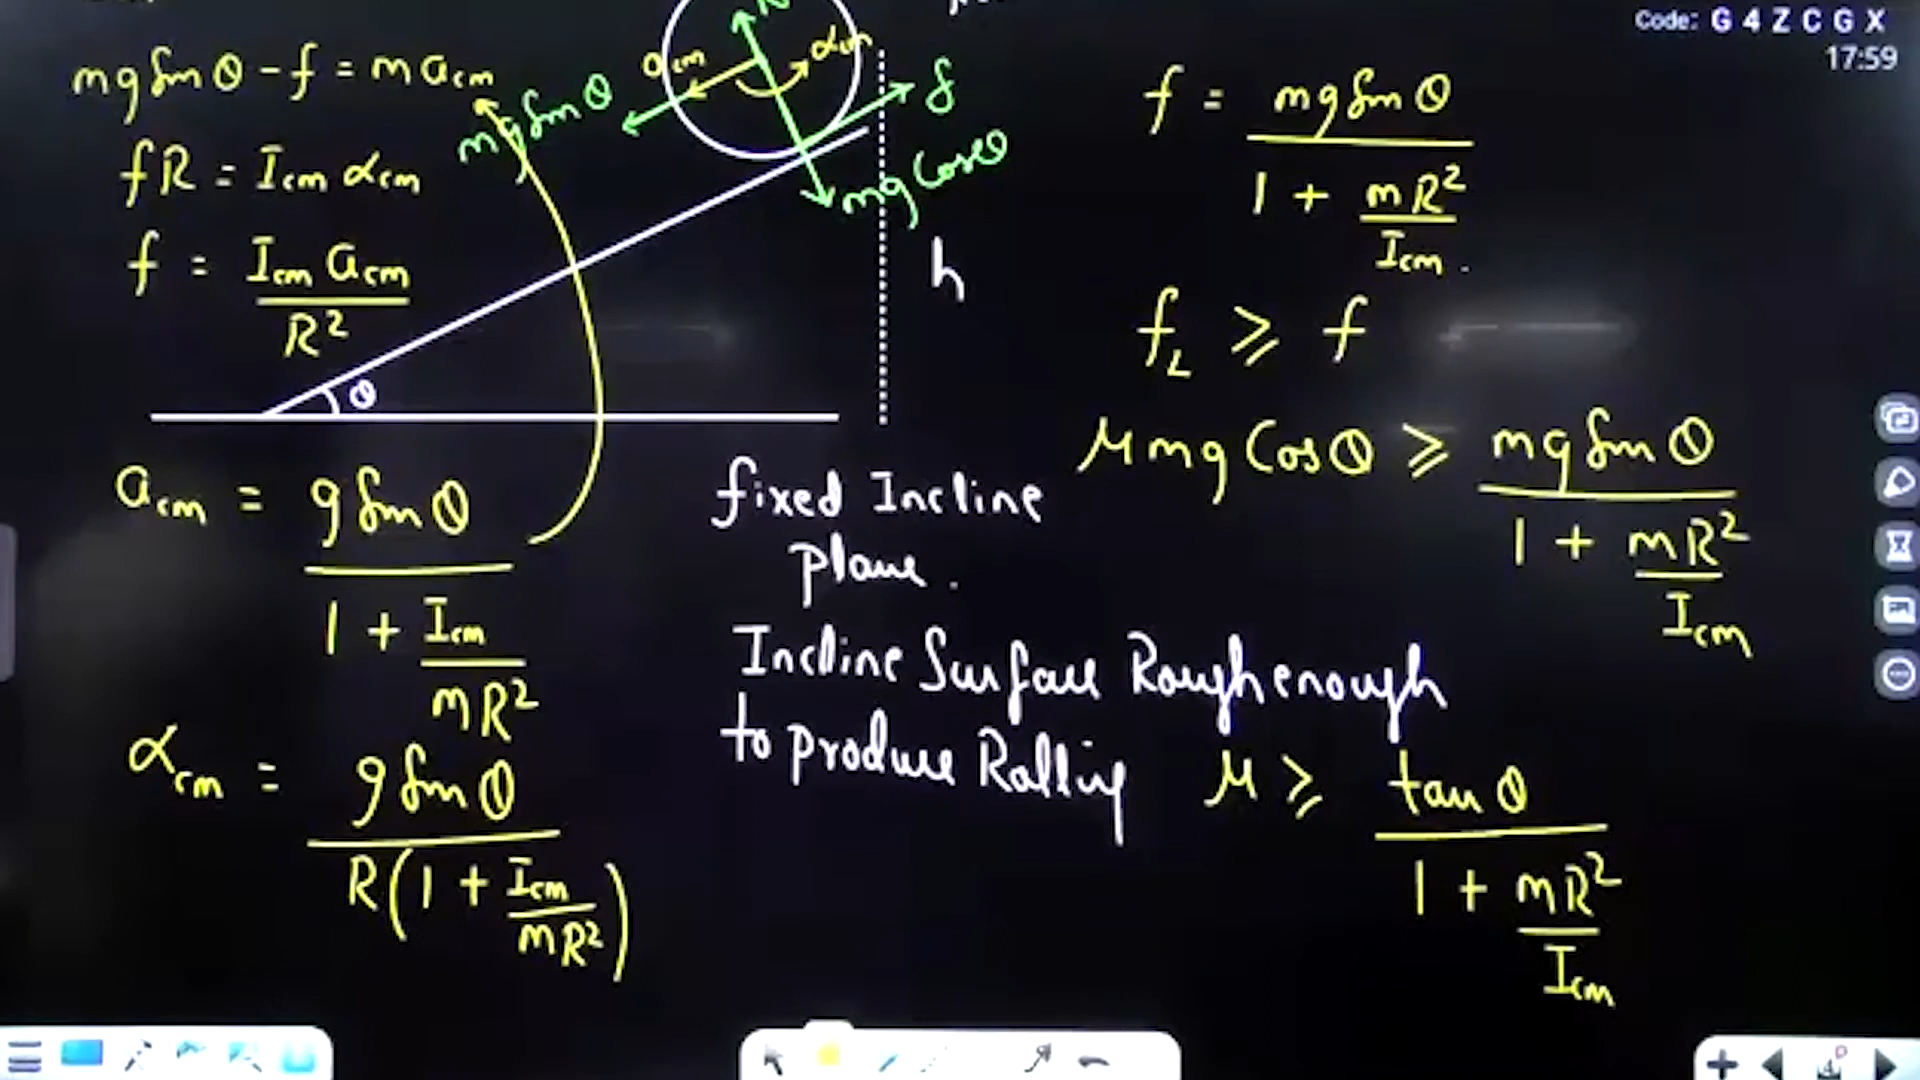 Code: G 4 Z C G X
17:59
mg sin θ - f = m a_cm
f R = I_cm α_cm
f = I_cm a_cm / R²
a_cm
α_cm
mg sin θ
f
mg cos θ
h
θ
a_cm = g sin θ / (1 + I_cm / mR²)
α_cm = g sin θ / R(1 + I_cm / mR²)
fixed Incline
plane.
Incline Surface Rough enough
to produce Rolling
f = mg sin θ / (1 + mR² / I_cm)
f_L ⩾ f
μ mg cos θ ⩾ mg sin θ / (1 + mR² / I_cm)
μ ⩾ tan θ / (1 + mR² / I_cm)